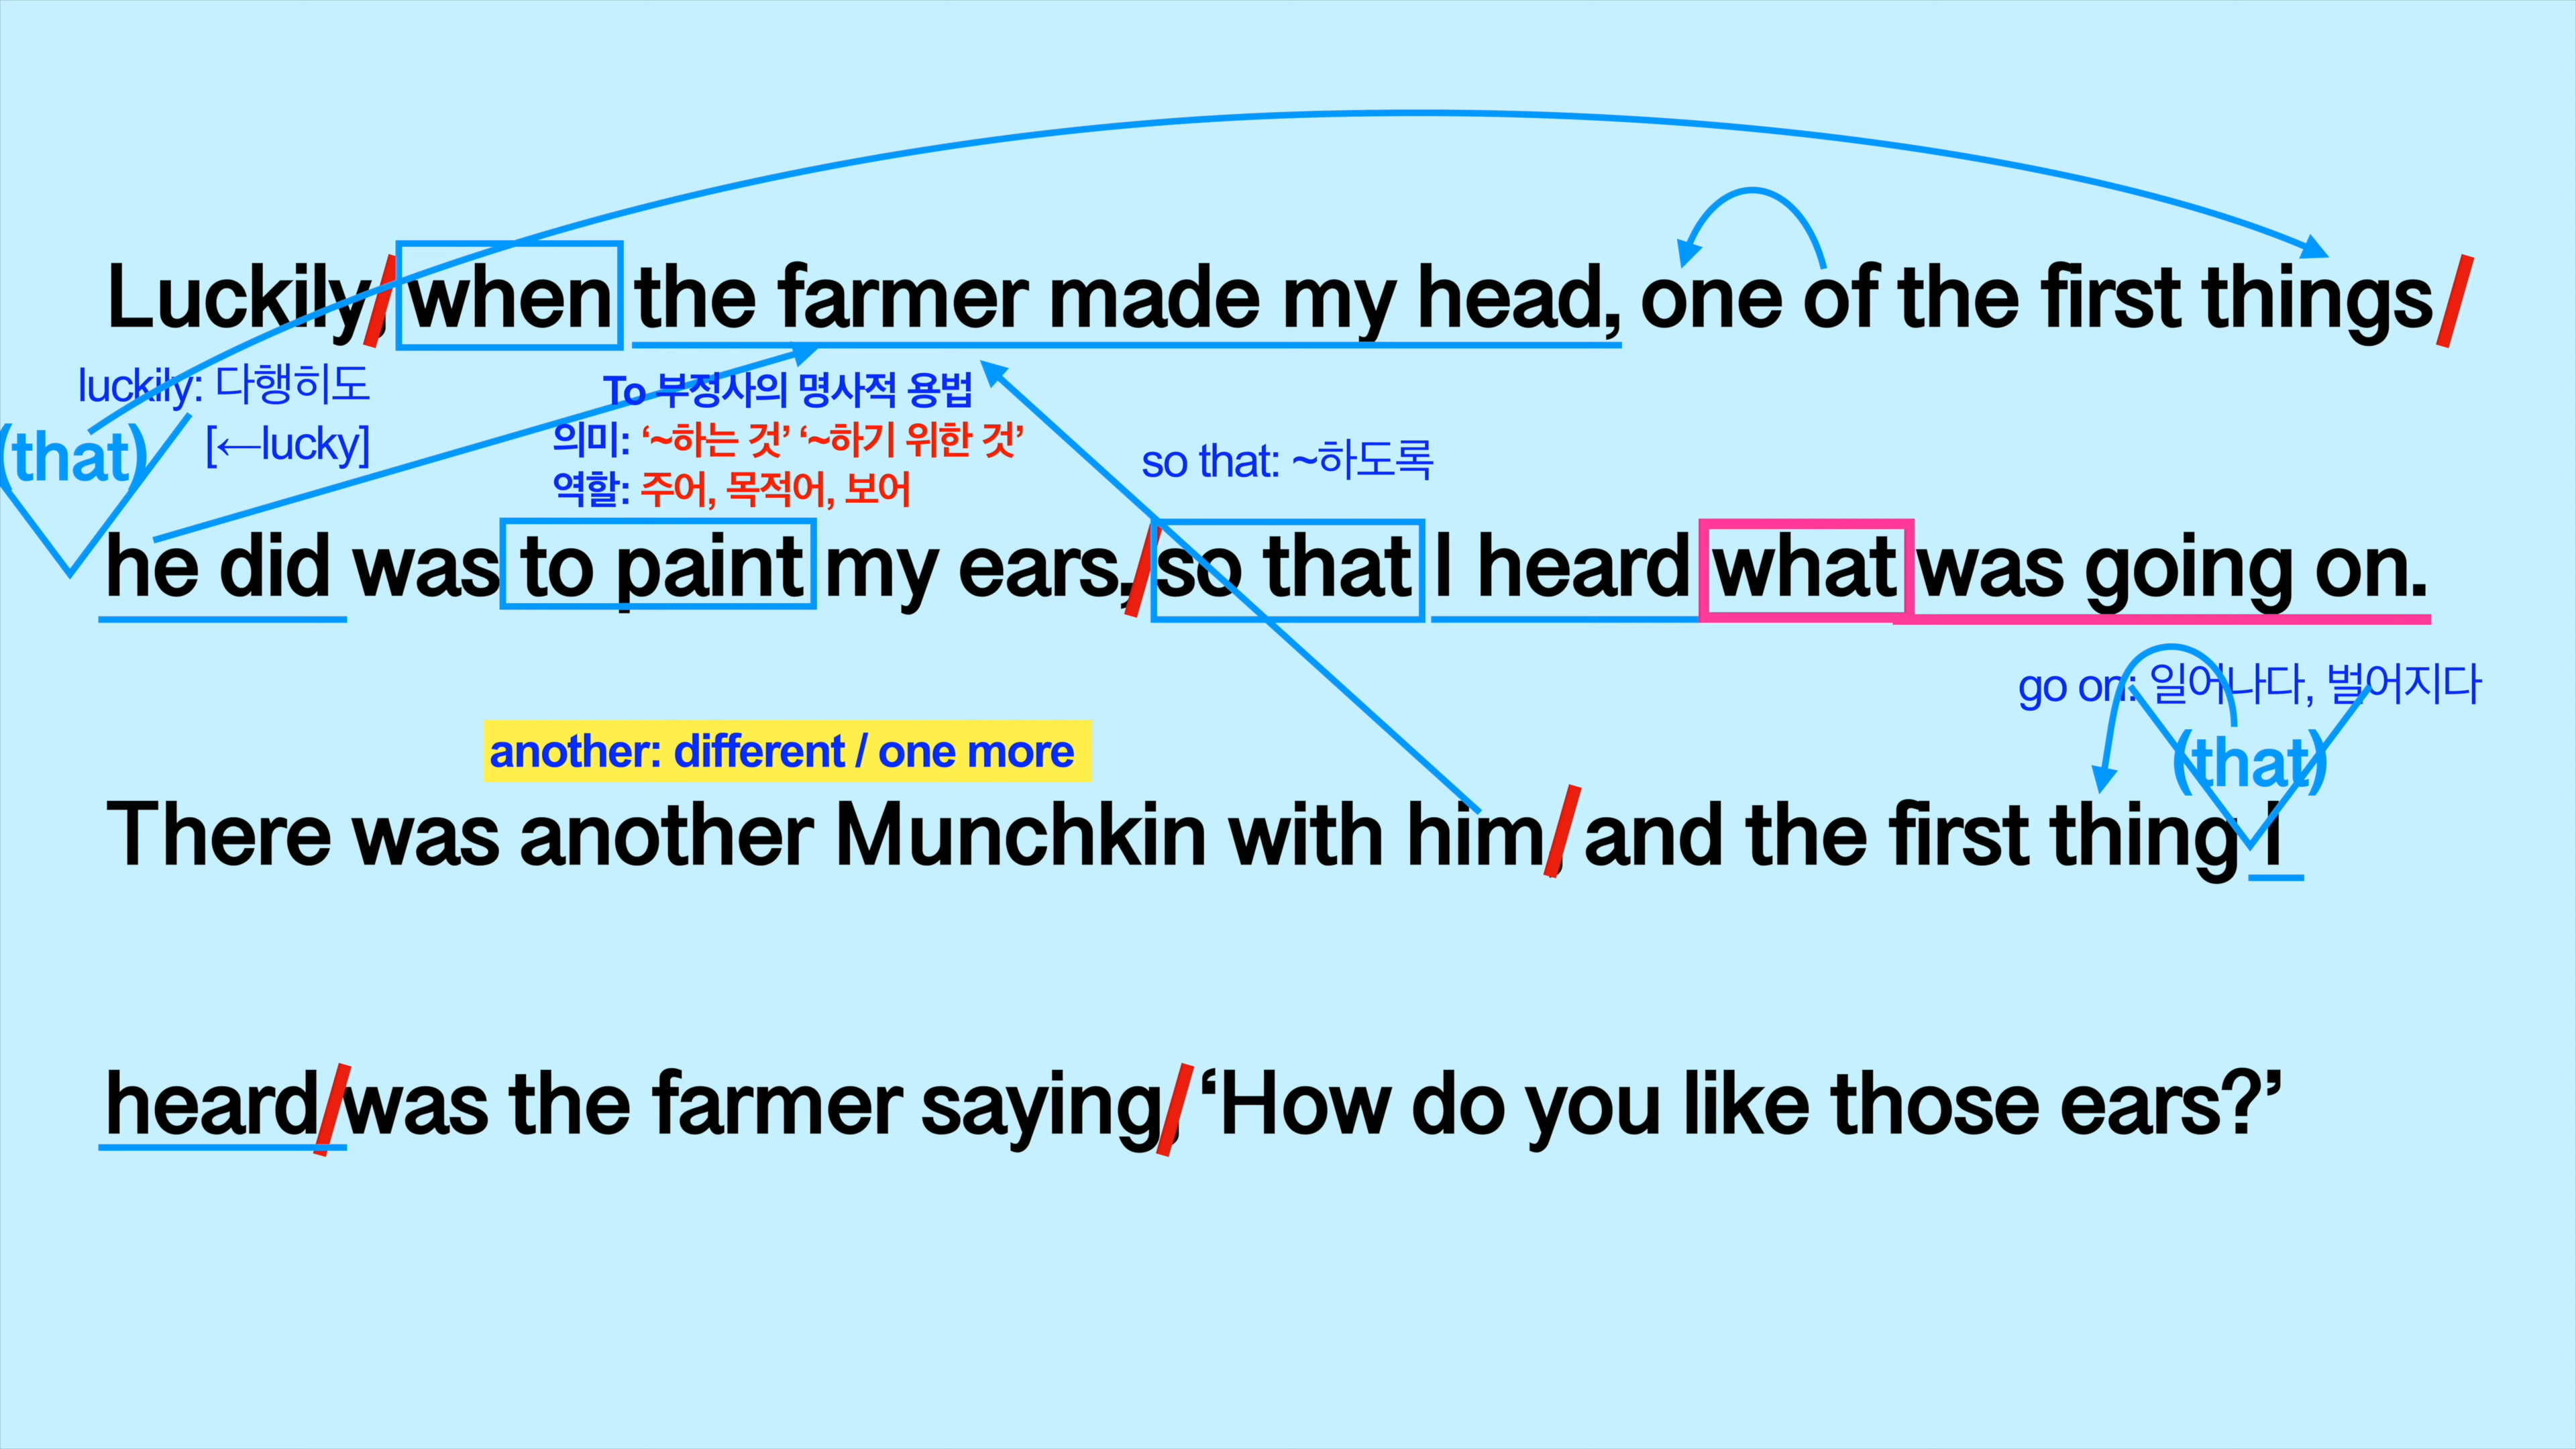 Luckily, when the farmer made my head, one of the first things
luckily: 다행히도
[←lucky]
(that)
To 부정사의 명사적 용법
의미: ‘~하는 것’ ‘~하기 위한 것’
역할: 주어, 목적어, 보어
so that: ~하도록
he did was to paint my ears, so that I heard what was going on.
go on: 일어나다, 벌어지다
(that)
another: different / one more
There was another Munchkin with him, and the first thing I
heard was the farmer saying, ‘How do you like those ears?’